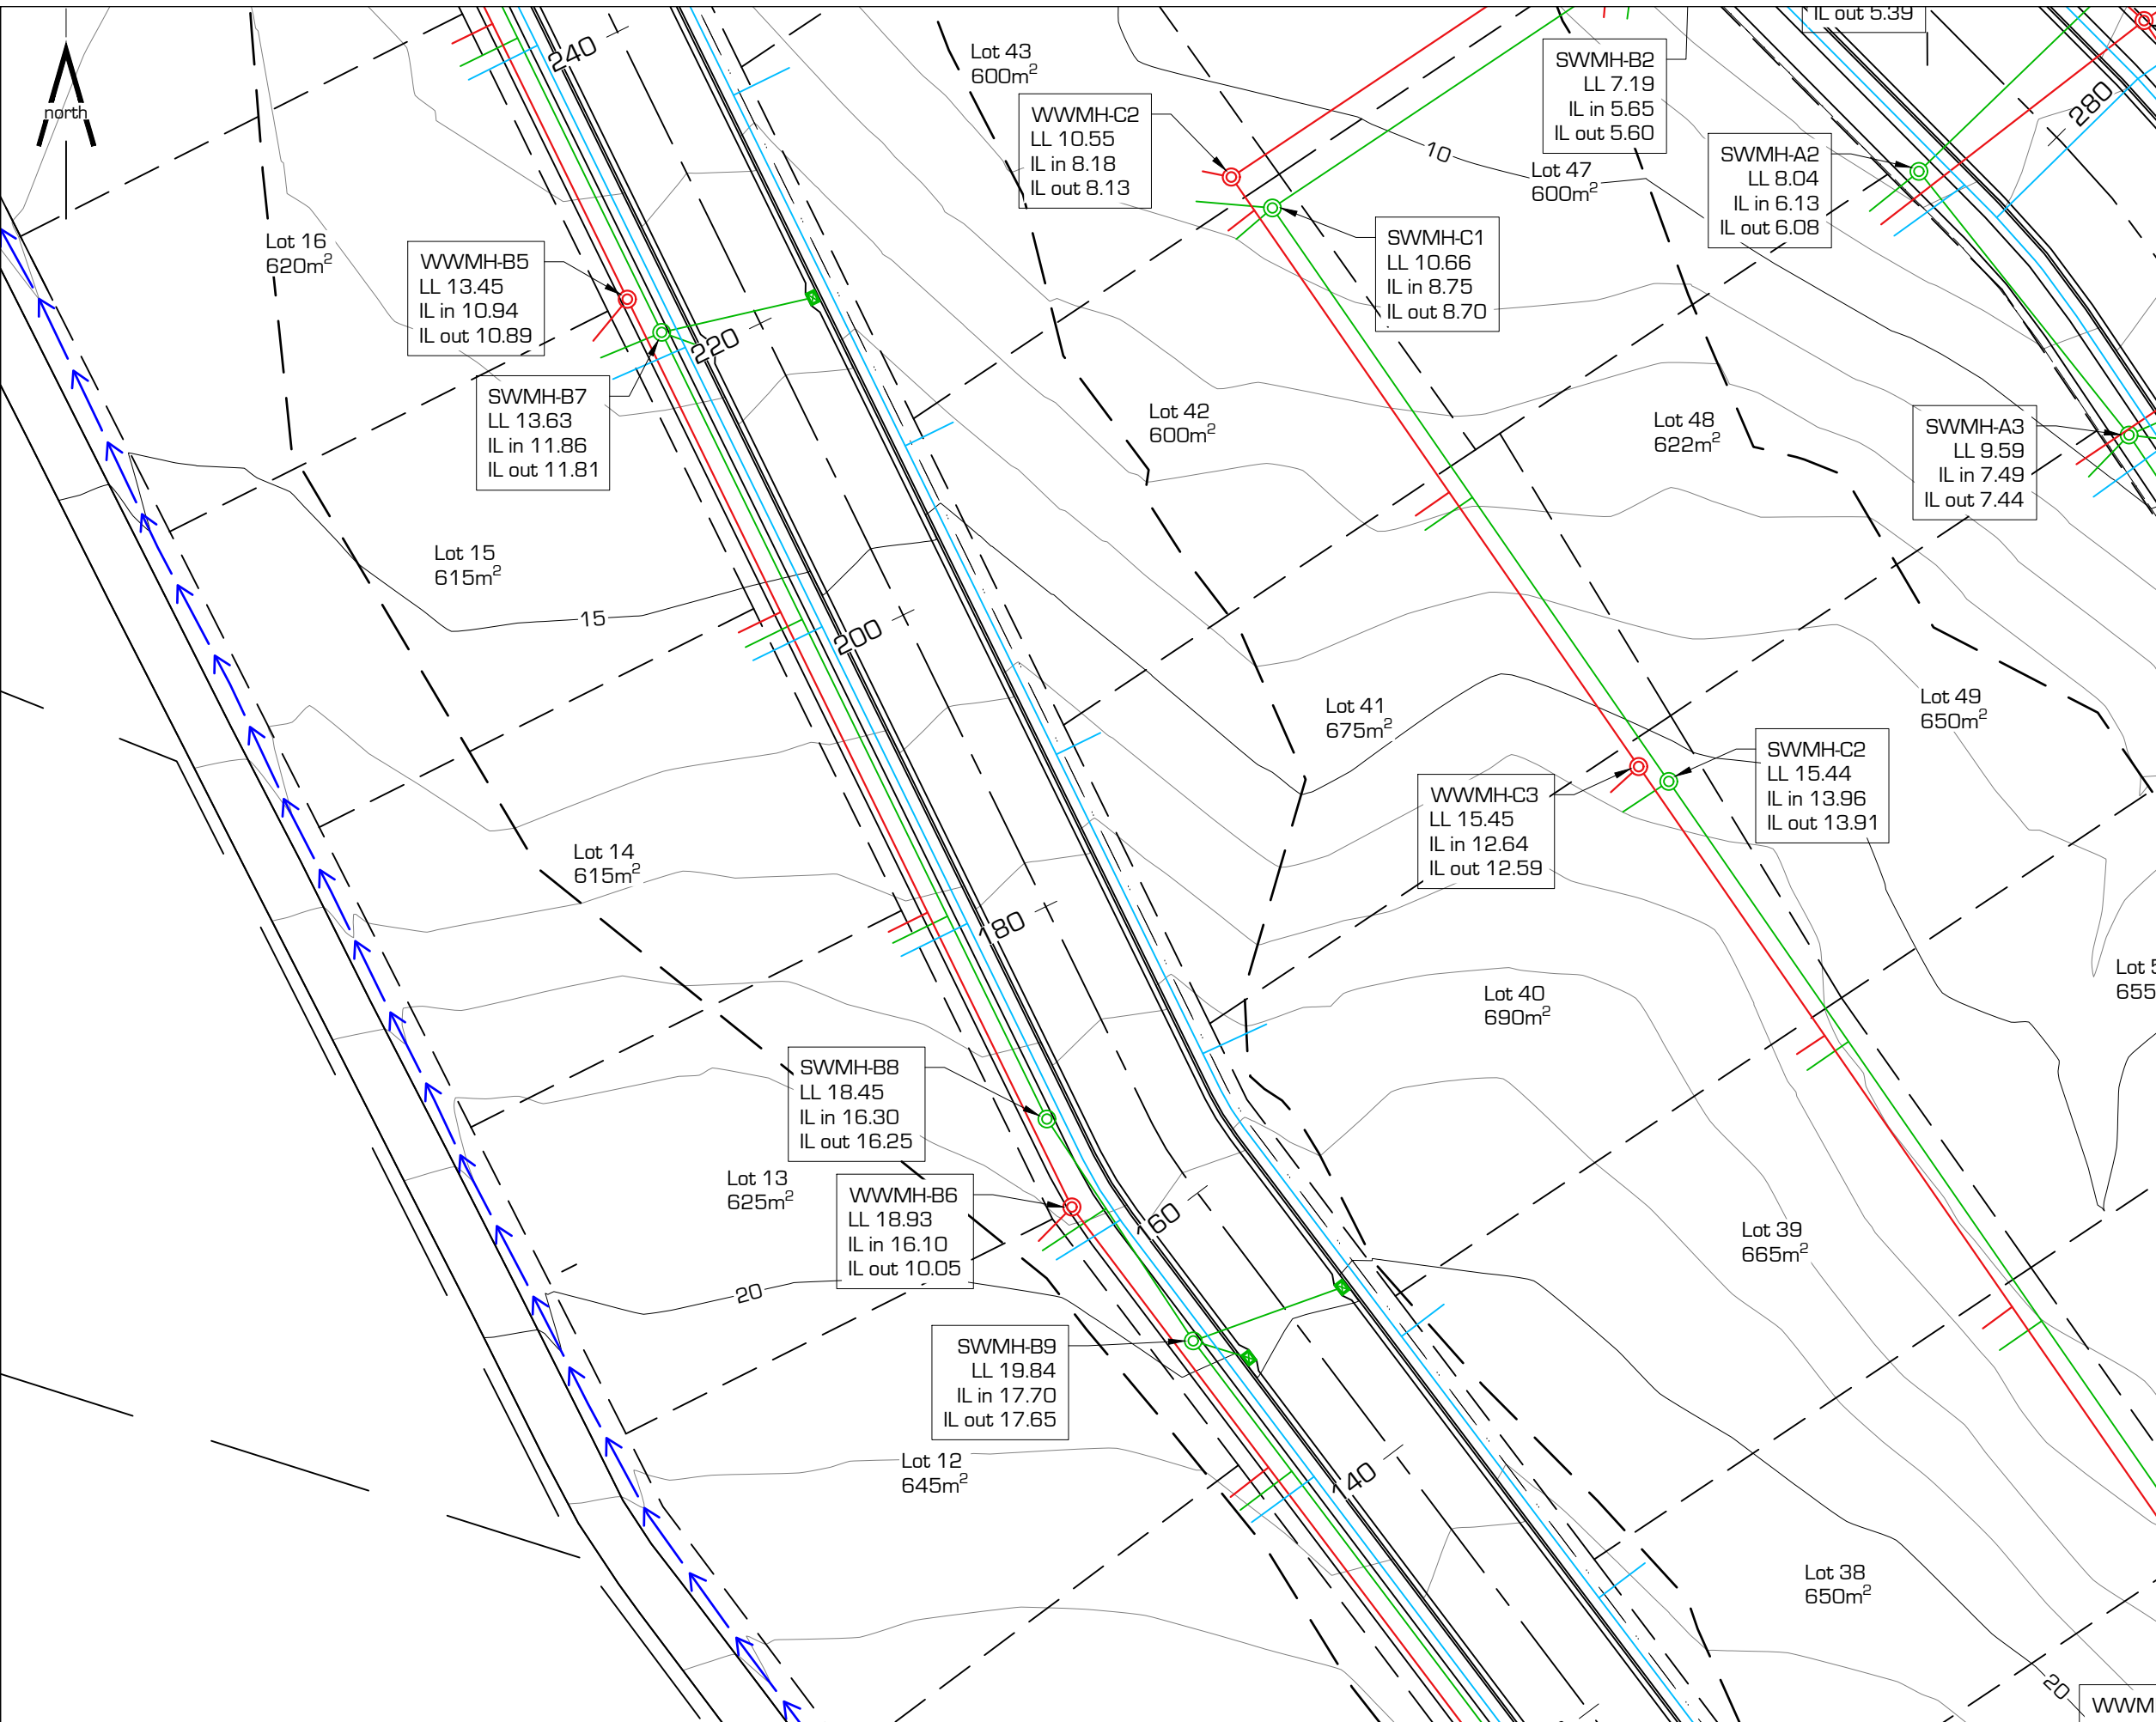 north
240
Lot 43
600m²
WWMH-C2
LL 10.55
IL in 8.18
IL out 8.13
SWMH-B2
LL 7.19
IL in 5.65
IL out 5.60
IL out 5.39
280
10
Lot 47
600m²
SWMH-A2
LL 8.04
IL in 6.13
IL out 6.08
Lot 16
620m²
WWMH-B5
LL 13.45
IL in 10.94
IL out 10.89
SWMH-C1
LL 10.66
IL in 8.75
IL out 8.70
220
SWMH-B7
LL 13.63
IL in 11.86
IL out 11.81
Lot 42
600m²
Lot 48
622m²
SWMH-A3
LL 9.59
IL in 7.49
IL out 7.44
Lot 15
615m²
15
200
Lot 41
675m²
Lot 49
650m²
SWMH-C2
LL 15.44
IL in 13.96
IL out 13.91
WWMH-C3
LL 15.45
IL in 12.64
IL out 12.59
Lot 14
615m²
180
Lot 40
690m²
Lot 5
655
SWMH-B8
LL 18.45
IL in 16.30
IL out 16.25
Lot 13
625m²
WWMH-B6
LL 18.93
IL in 16.10
IL out 10.05
160
Lot 39
665m²
20
SWMH-B9
LL 19.84
IL in 17.70
IL out 17.65
Lot 12
645m²
140
Lot 38
650m²
20
WWM